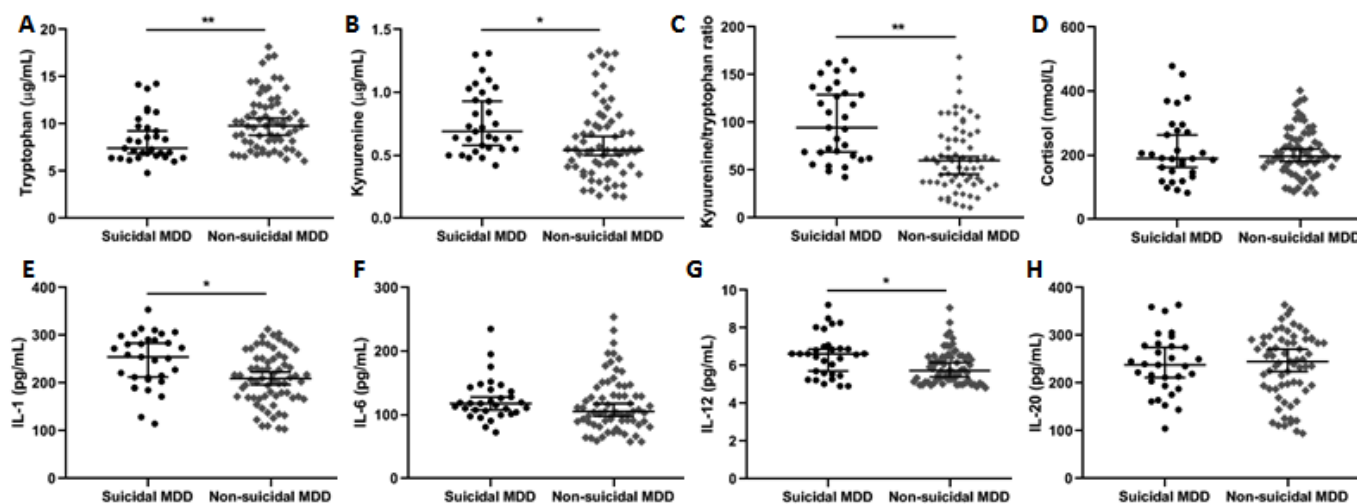 A
**
Tryptophan (μg/mL)
20
15
10
5
0
Suicidal MDD Non-suicidal MDD
B
*
Kynurenine (μg/mL)
1.5
1.0
0.5
0.0
Suicidal MDD Non-suicidal MDD
C
**
Kynurenine/tryptophan ratio
200
150
100
50
0
Suicidal MDD Non-suicidal MDD
D
Cortisol (nmol/L)
600
400
200
0
Suicidal MDD Non-suicidal MDD
E
*
IL-1 (pg/mL)
400
300
200
100
0
Suicidal MDD Non-suicidal MDD
F
IL-6 (pg/mL)
300
200
100
0
Suicidal MDD Non-suicidal MDD
G
*
IL-12 (pg/mL)
10
8
6
4
2
0
Suicidal MDD Non-suicidal MDD
H
IL-20 (pg/mL)
400
300
200
100
0
Suicidal MDD Non-suicidal MDD